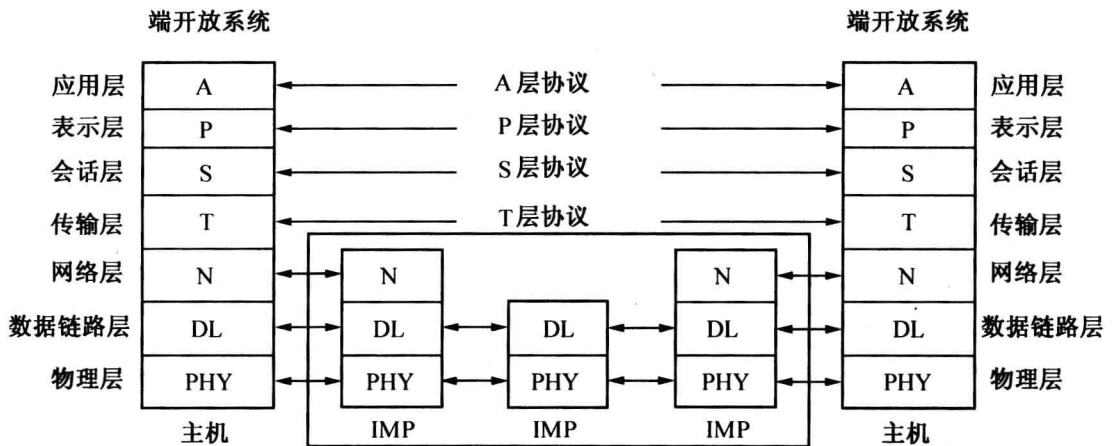 端开放系统 端开放系统
应用层 A A层协议 A 应用层
表示层 P P层协议 P 表示层
会话层 S S层协议 S 会话层
传输层 T T层协议 T 传输层
网络层 N N N N 网络层
数据链路层 DL DL DL DL DL 数据链路层
物理层 PHY PHY PHY PHY PHY 物理层
主机 IMP IMP IMP 主机